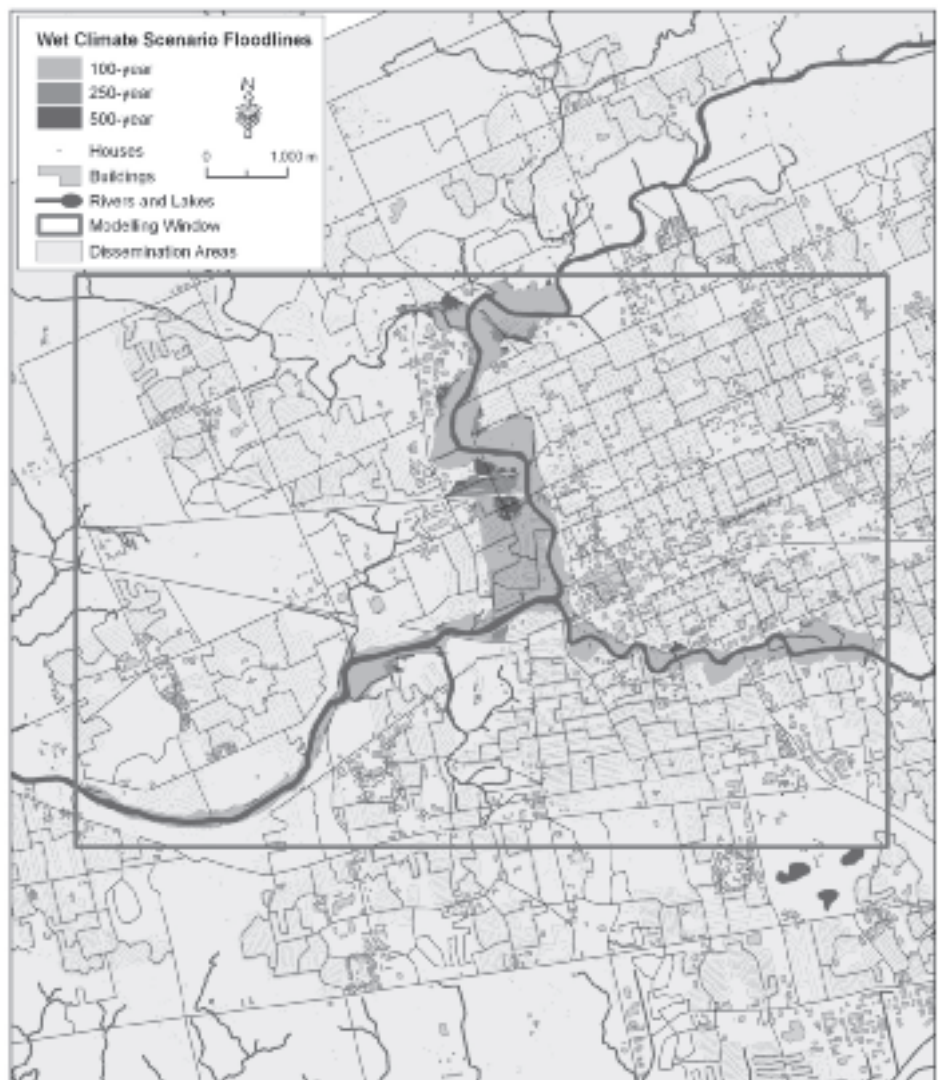 Wet Climate Scenario Floodlines
100-year
250-year
500-year
N
0 1,000 m
Houses
Buildings
Rivers and Lakes
Modelling Window
Dissemination Areas